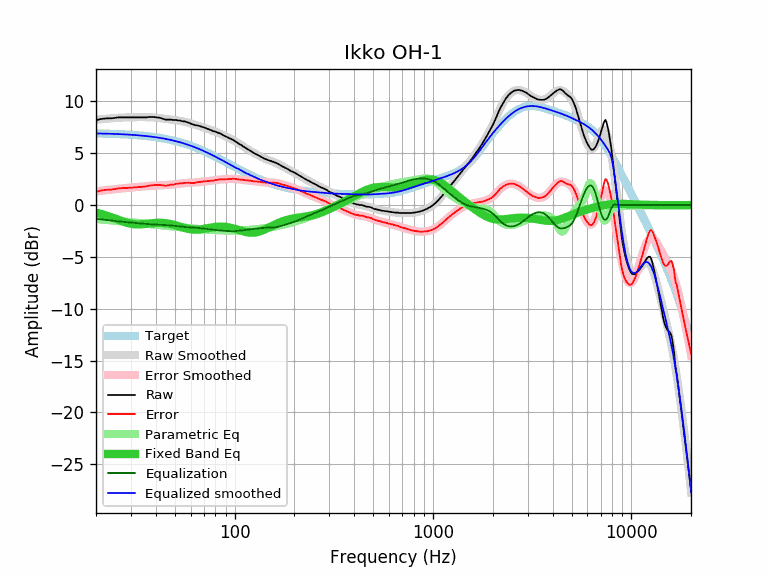 Ikko OH-1
10
5
0
−5
−10
−15
−20
−25
Amplitude (dBr)
Target
Raw Smoothed
Error Smoothed
Raw
Error
Parametric Eq
Fixed Band Eq
Equalization
Equalized smoothed
100
1000
10000
Frequency (Hz)